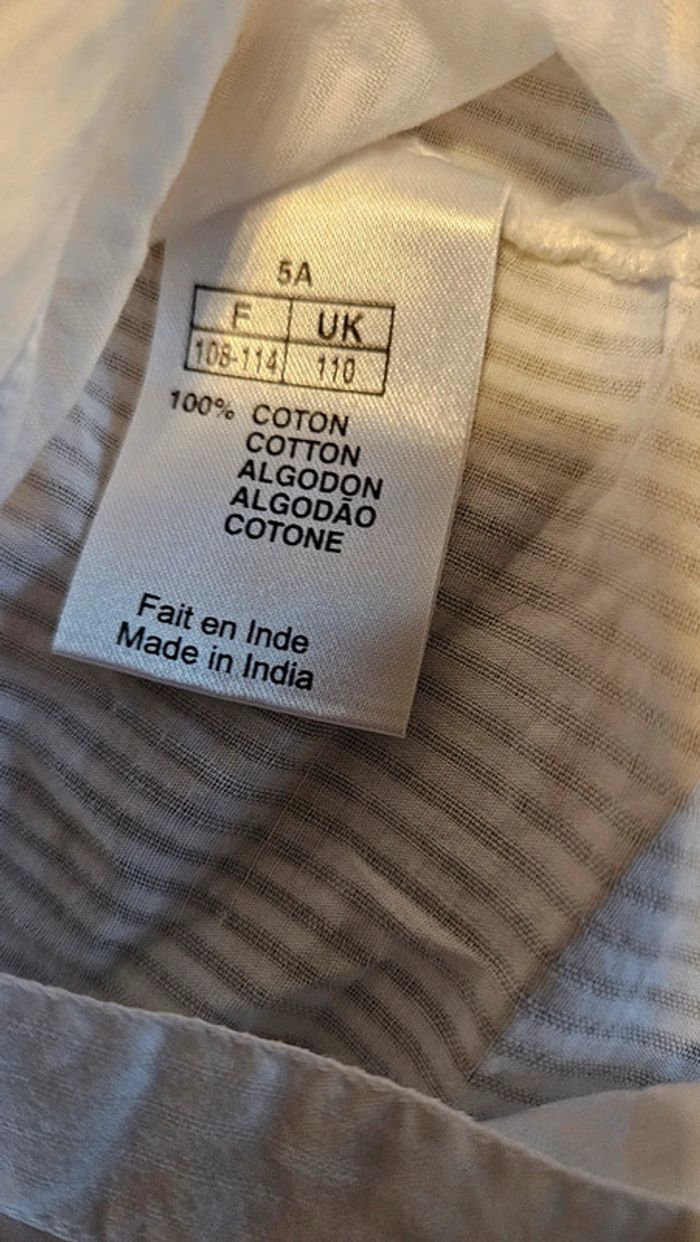 5A
F UK
108-114 110
100% COTON
COTTON
ALGODON
ALGODÃO
COTONE
Fait en Inde
Made in India